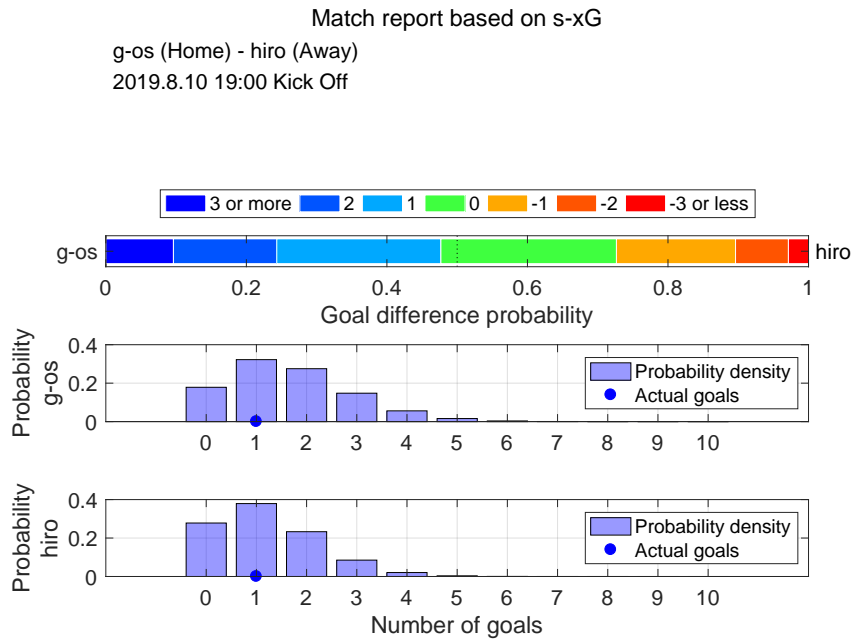 Match report based on s-xG
g-os (Home) - hiro (Away)
2019.8.10 19:00 Kick Off
3 or more 2 1 0 -1 -2 -3 or less
g-os hiro
0 0.2 0.4 0.6 0.8 1
Goal difference probability
Probability
g-os
0.4
0.2
0
Probability density
Actual goals
0 1 2 3 4 5 6 7 8 9 10
Probability
hiro
0.4
0.2
0
Probability density
Actual goals
0 1 2 3 4 5 6 7 8 9 10
Number of goals